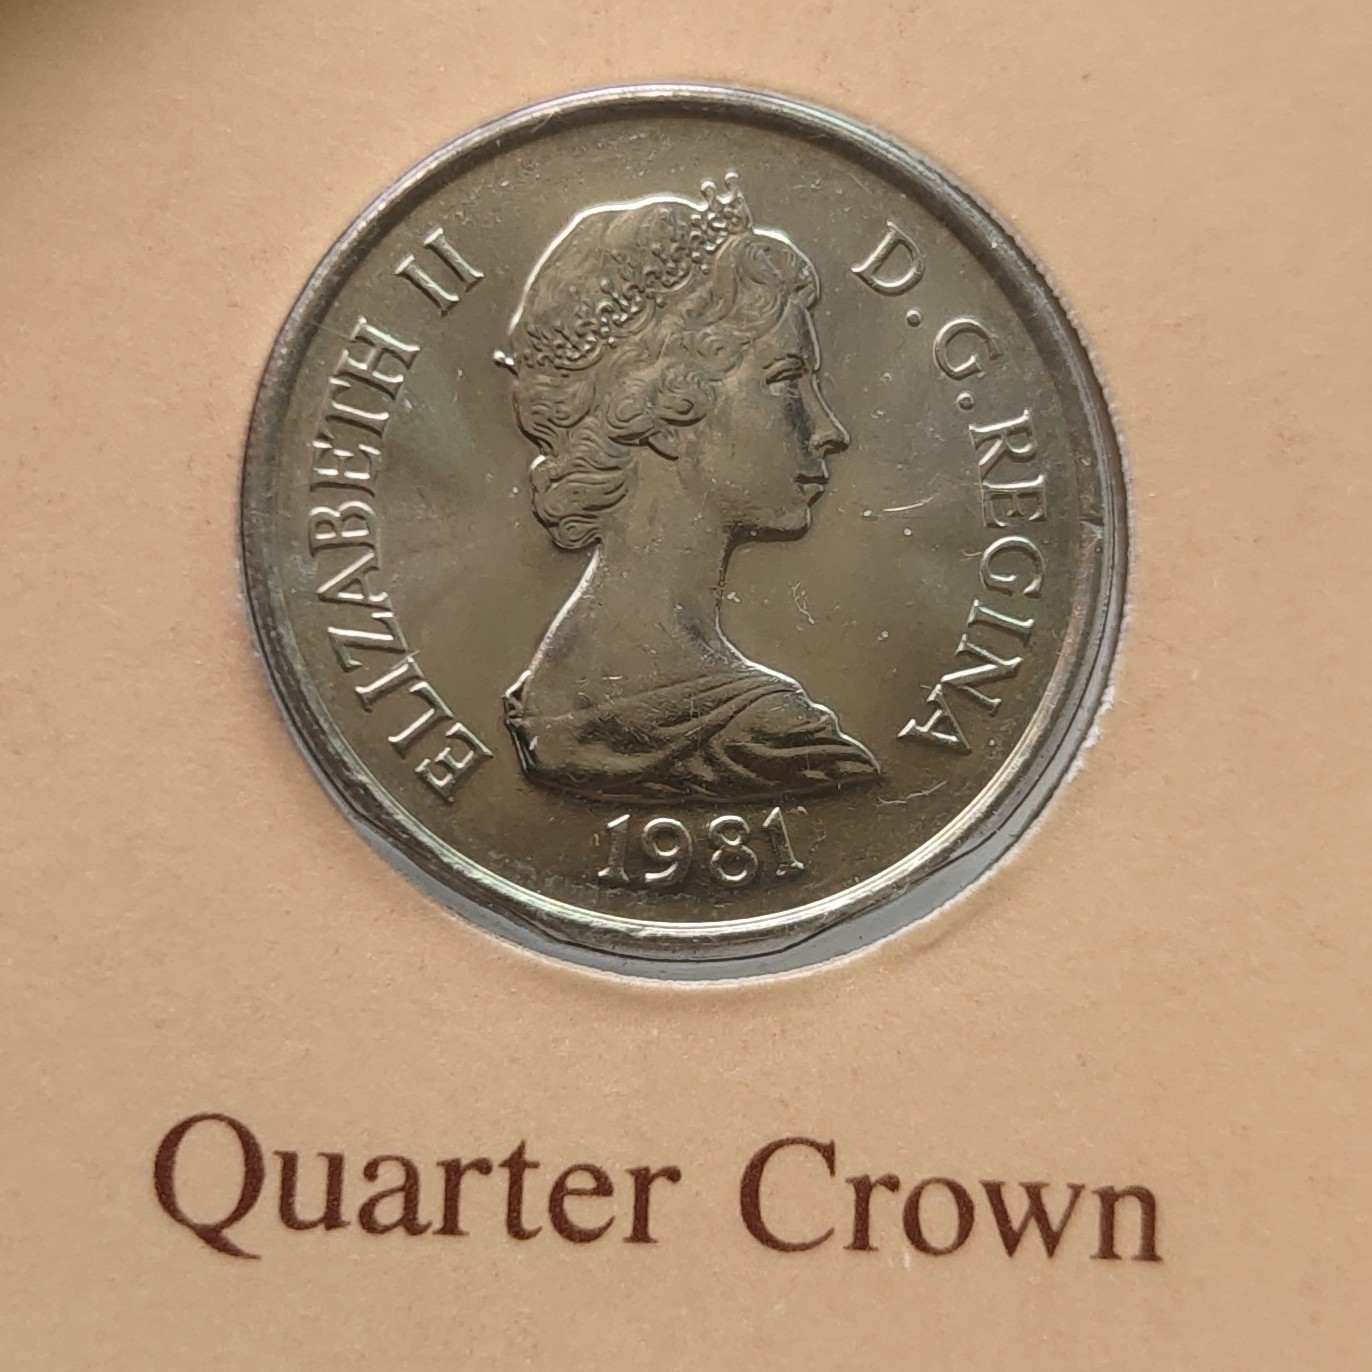 ELIZABETH II
D.G.REGINA
1981
Quarter Crown